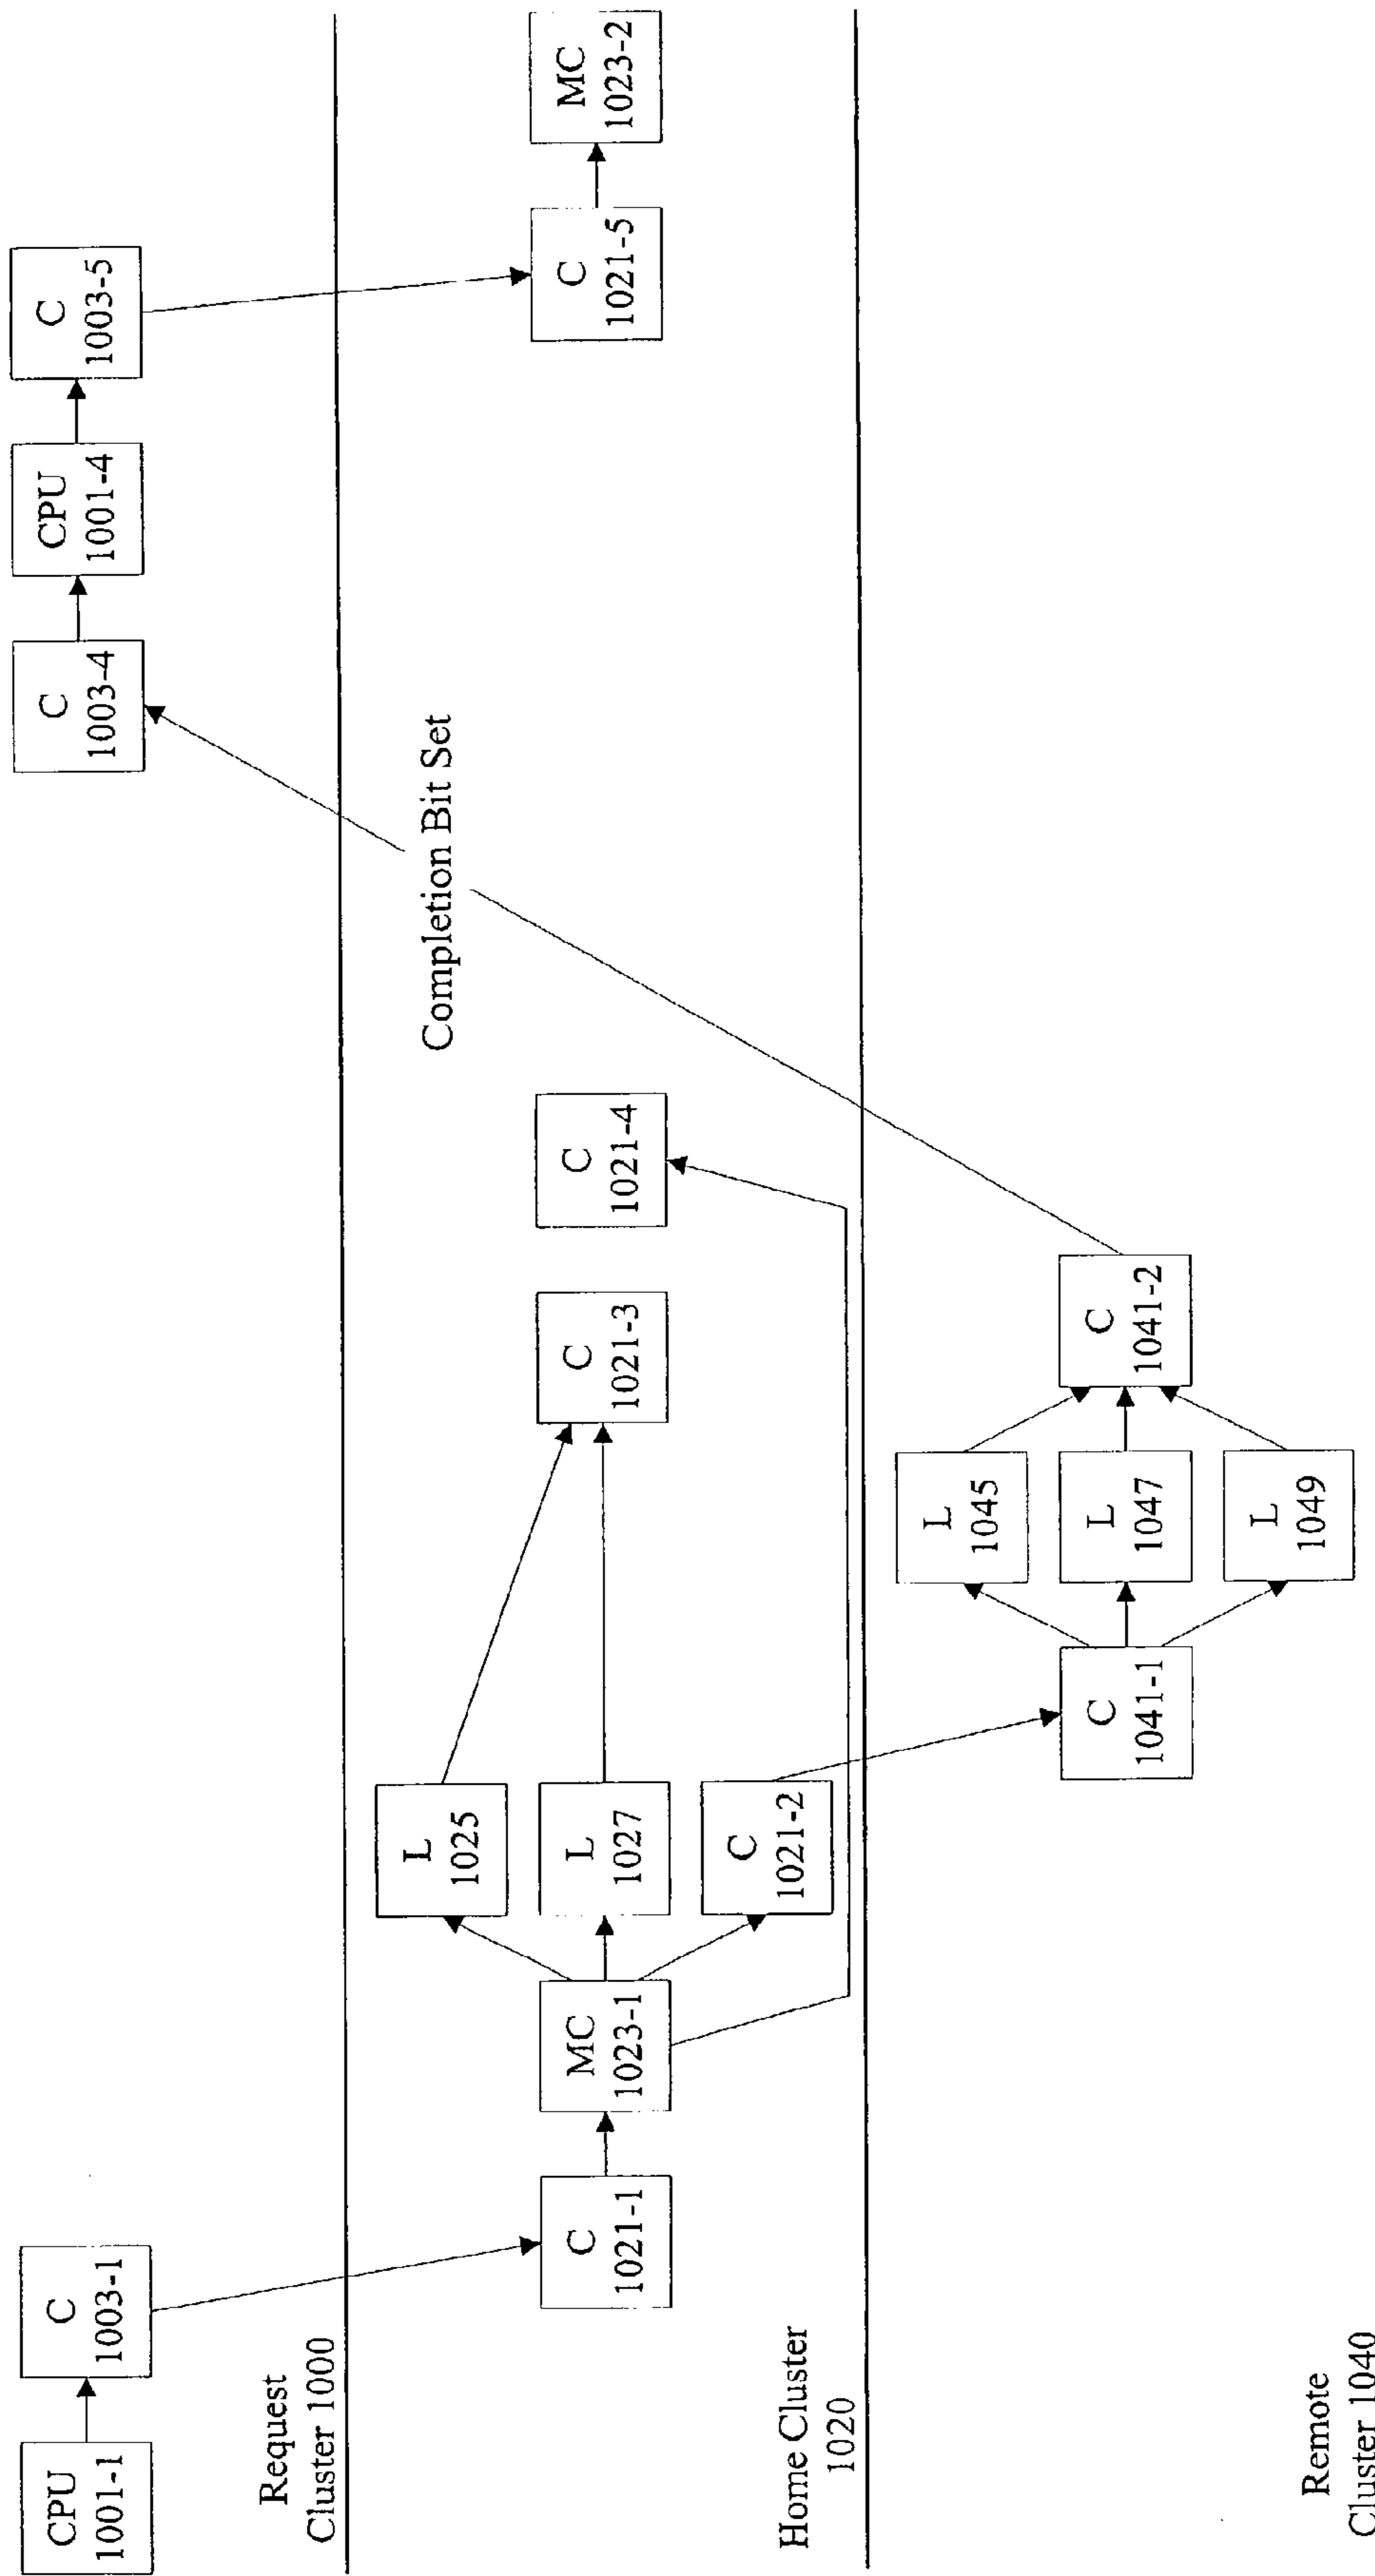 CPU
1001-1
C
1003-1
C
1003-4
CPU
1001-4
C
1003-5
Request
Cluster 1000
Completion Bit Set
C
1021-1
MC
1023-1
L
1025
L
1027
C
1021-2
C
1021-3
C
1021-4
C
1021-5
MC
1023-2
Home Cluster
1020
C
1041-1
L
1045
L
1047
L
1049
C
1041-2
Remote
Cluster 1040